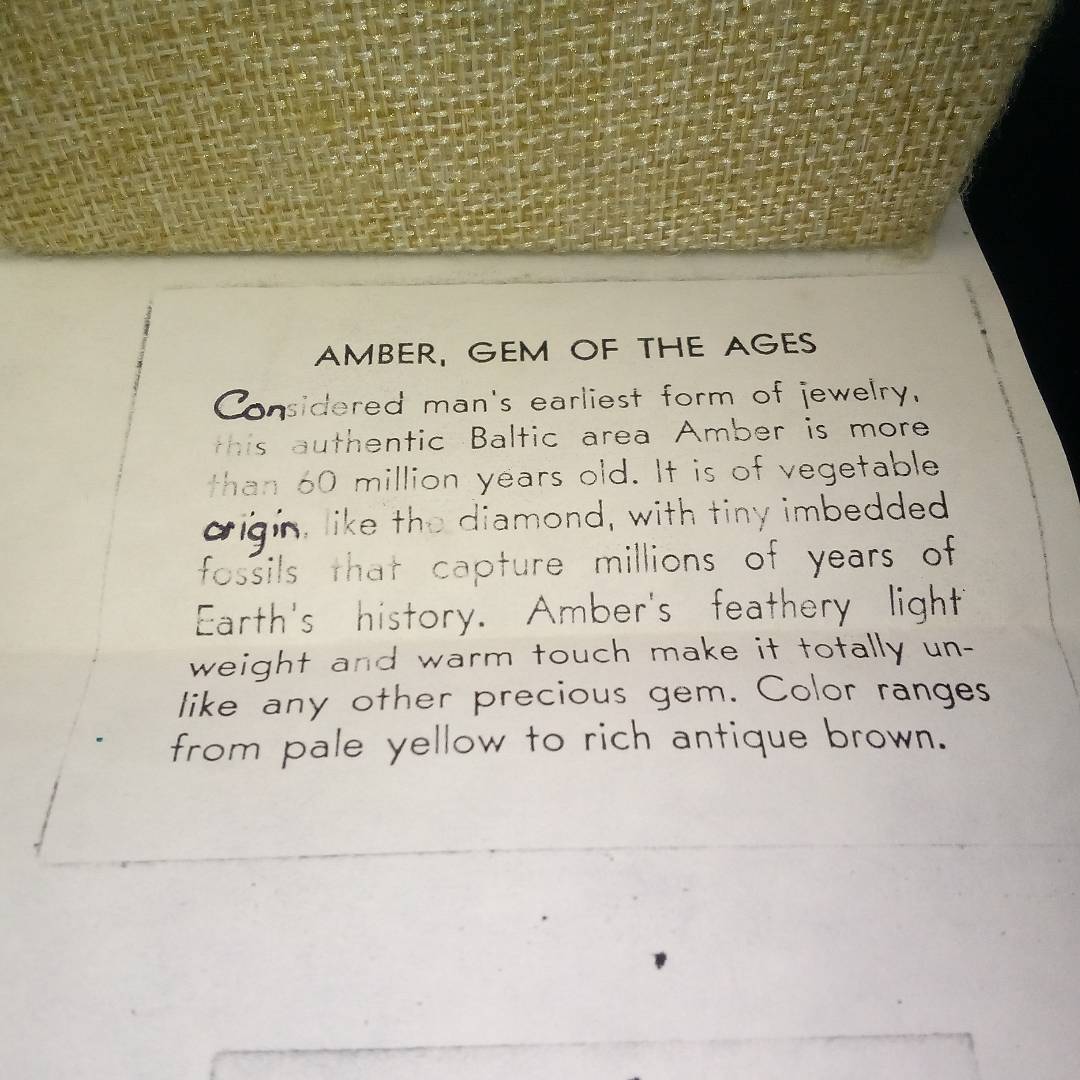 AMBER, GEM OF THE AGES
Considered man's earliest form of jewelry,
this authentic Baltic area Amber is more
than 60 million years old. It is of vegetable
origin, like the diamond, with tiny imbedded
fossils that capture millions of years of
Earth's history. Amber's feathery light
weight and warm touch make it totally un-
like any other precious gem. Color ranges
from pale yellow to rich antique brown.